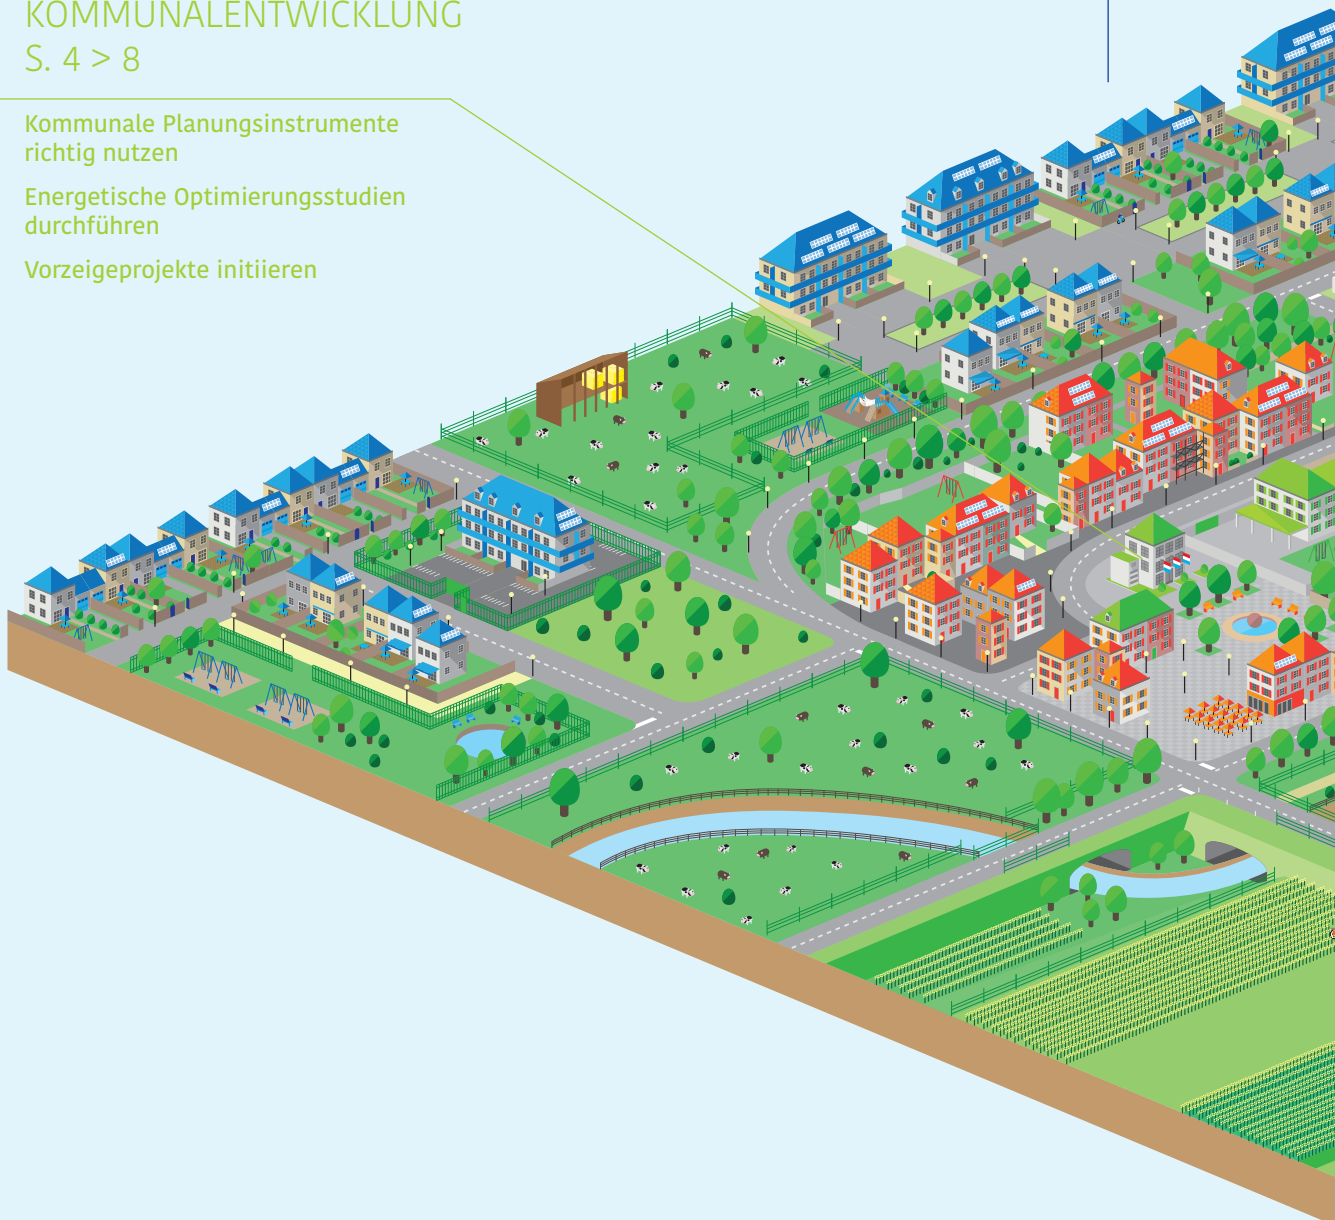 KOMMUNALENTWICKLUNG
S. 4 > 8
Kommunale Planungsinstrumente
richtig nutzen
Energetische Optimierungsstudien
durchführen
Vorzeigeprojekte initiieren